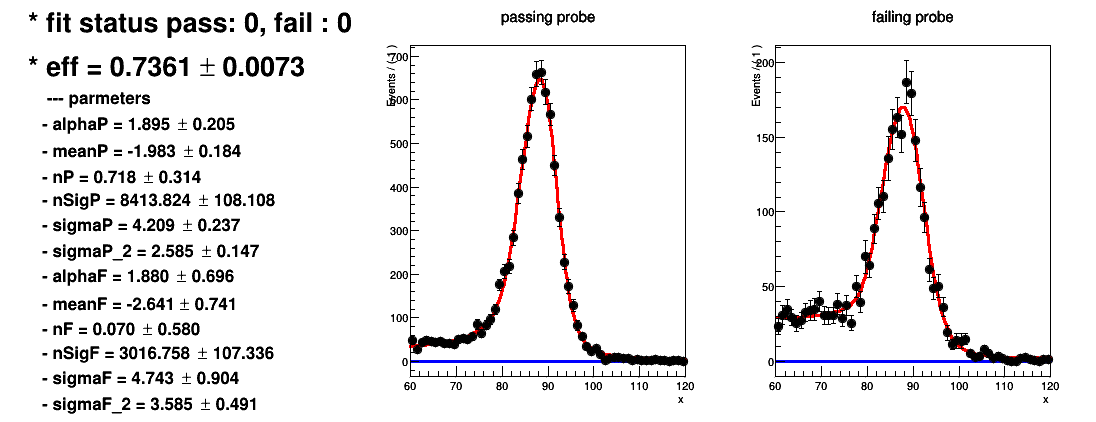 * fit status pass: 0, fail : 0
* eff = 0.7361 ± 0.0073
--- parmeters
- alphaP = 1.895 ± 0.205
- meanP = -1.983 ± 0.184
- nP = 0.718 ± 0.314
- nSigP = 8413.824 ± 108.108
- sigmaP = 4.209 ± 0.237
- sigmaP_2 = 2.585 ± 0.147
- alphaF = 1.880 ± 0.696
- meanF = -2.641 ± 0.741
- nF = 0.070 ± 0.580
- nSigF = 3016.758 ± 107.336
- sigmaF = 4.743 ± 0.904
- sigmaF_2 = 3.585 ± 0.491
passing probe
Events / ( 1 )
700
600
500
400
300
200
100
0
60 70 80 90 100 110 120
x
failing probe
Events / ( 1 )
200
150
100
50
0
60 70 80 90 100 110 120
x